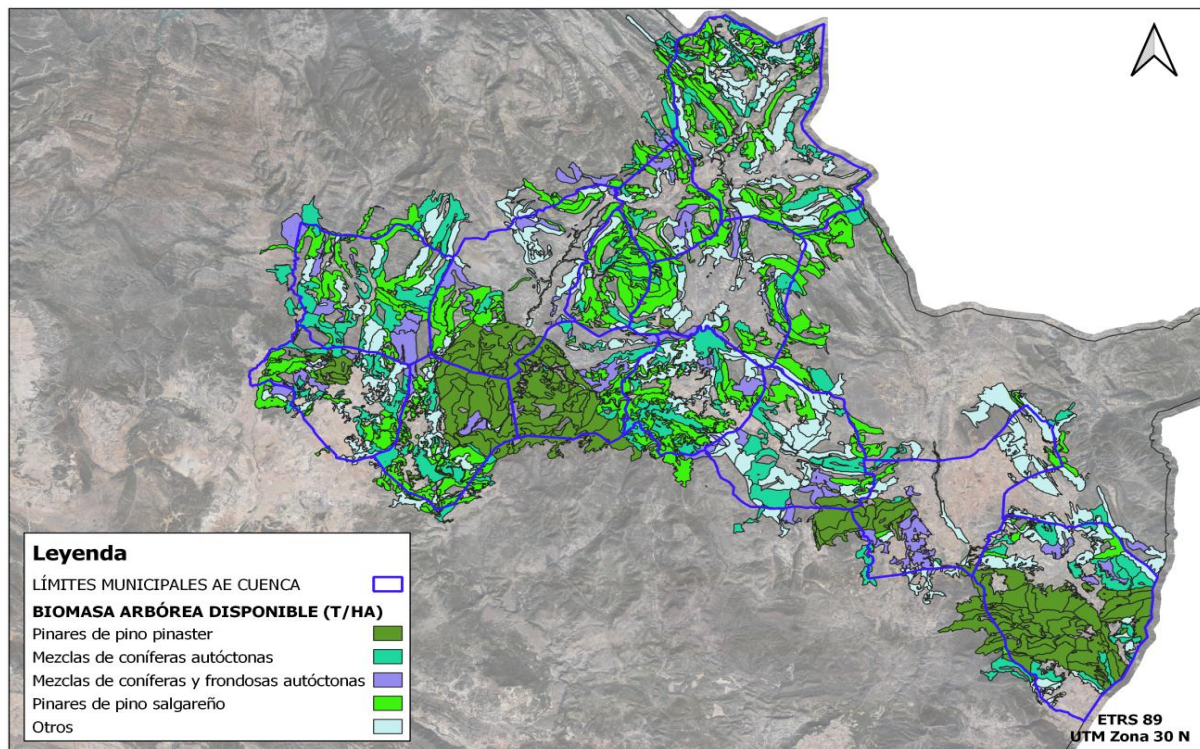 Leyenda
LÍMITES MUNICIPALES AE CUENCA
BIOMASA ARBÓREA DISPONIBLE (T/HA)
Pinares de pino pinaster
Mezclas de coníferas autóctonas
Mezclas de coníferas y frondosas autóctonas
Pinares de pino salgareño
Otros
ETRS 89
UTM Zona 30 N